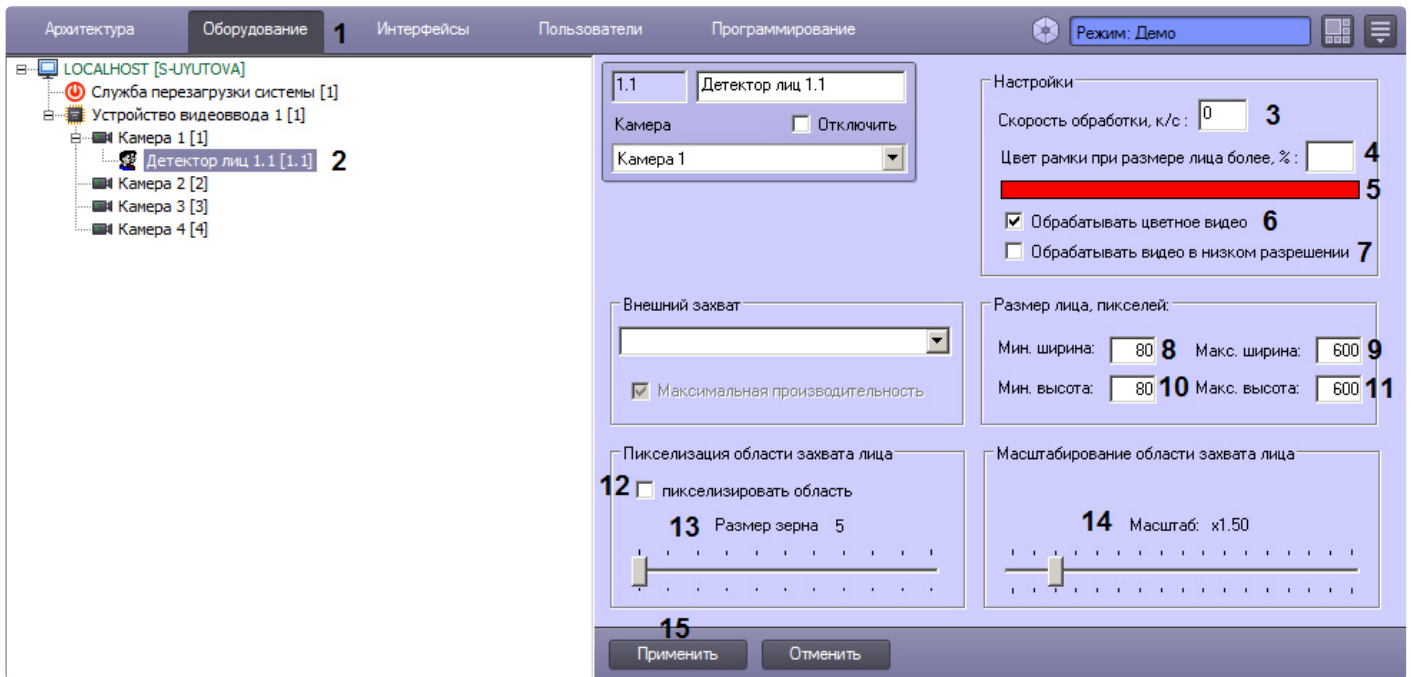 Архитектура Оборудование 1 Интерфейсы Пользователи Программирование Режим: Демо
LOCALHOST [S-UYUTOVA]
Служба перезагрузки системы [1]
Устройство видеоввода 1 [1]
Камера 1 [1]
Детектор лиц 1.1 [1.1] 2
Камера 2 [2]
Камера 3 [3]
Камера 4 [4]
1.1 Детектор лиц 1.1
Камера Отключить
Камера 1
Настройки
Скорость обработки, к/с : 0 3
Цвет рамки при размере лица более, % : 4
5
Обрабатывать цветное видео 6
Обрабатывать видео в низком разрешении 7
Внешний захват
Максимальная производительность
Размер лица, пикселей:
Мин. ширина: 80 8 Макс. ширина: 600 9
Мин. высота: 80 10 Макс. высота: 600 11
Пикселизация области захвата лица
12 пикселизировать область
13 Размер зерна 5
Масштабирование области захвата лица
14 Масштаб: x1.50
15
Применить Отменить